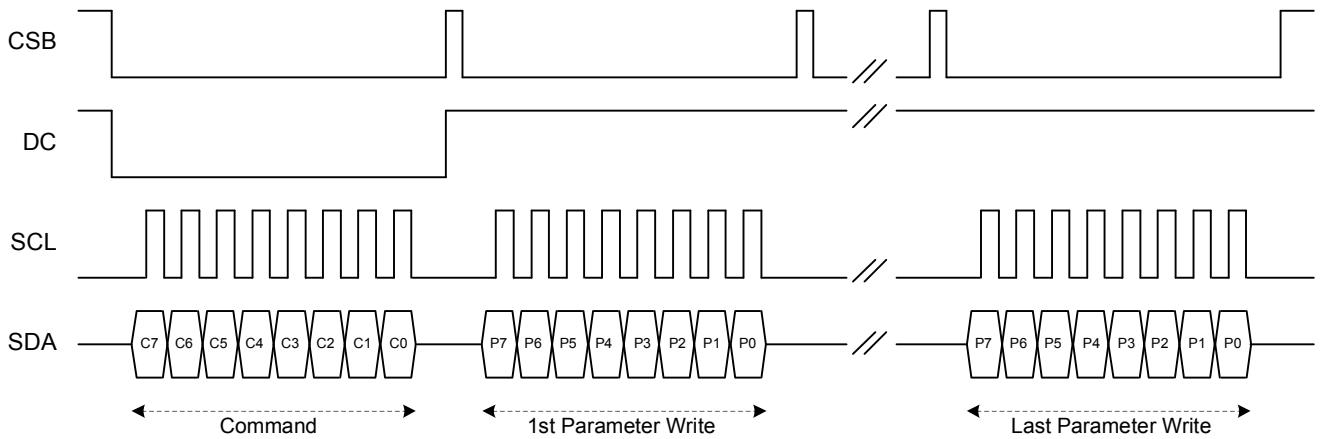 CSB
DC
SCL
SDA C7 C6 C5 C4 C3 C2 C1 C0 P7 P6 P5 P4 P3 P2 P1 P0 P7 P6 P5 P4 P3 P2 P1 P0
Command 1st Parameter Write Last Parameter Write